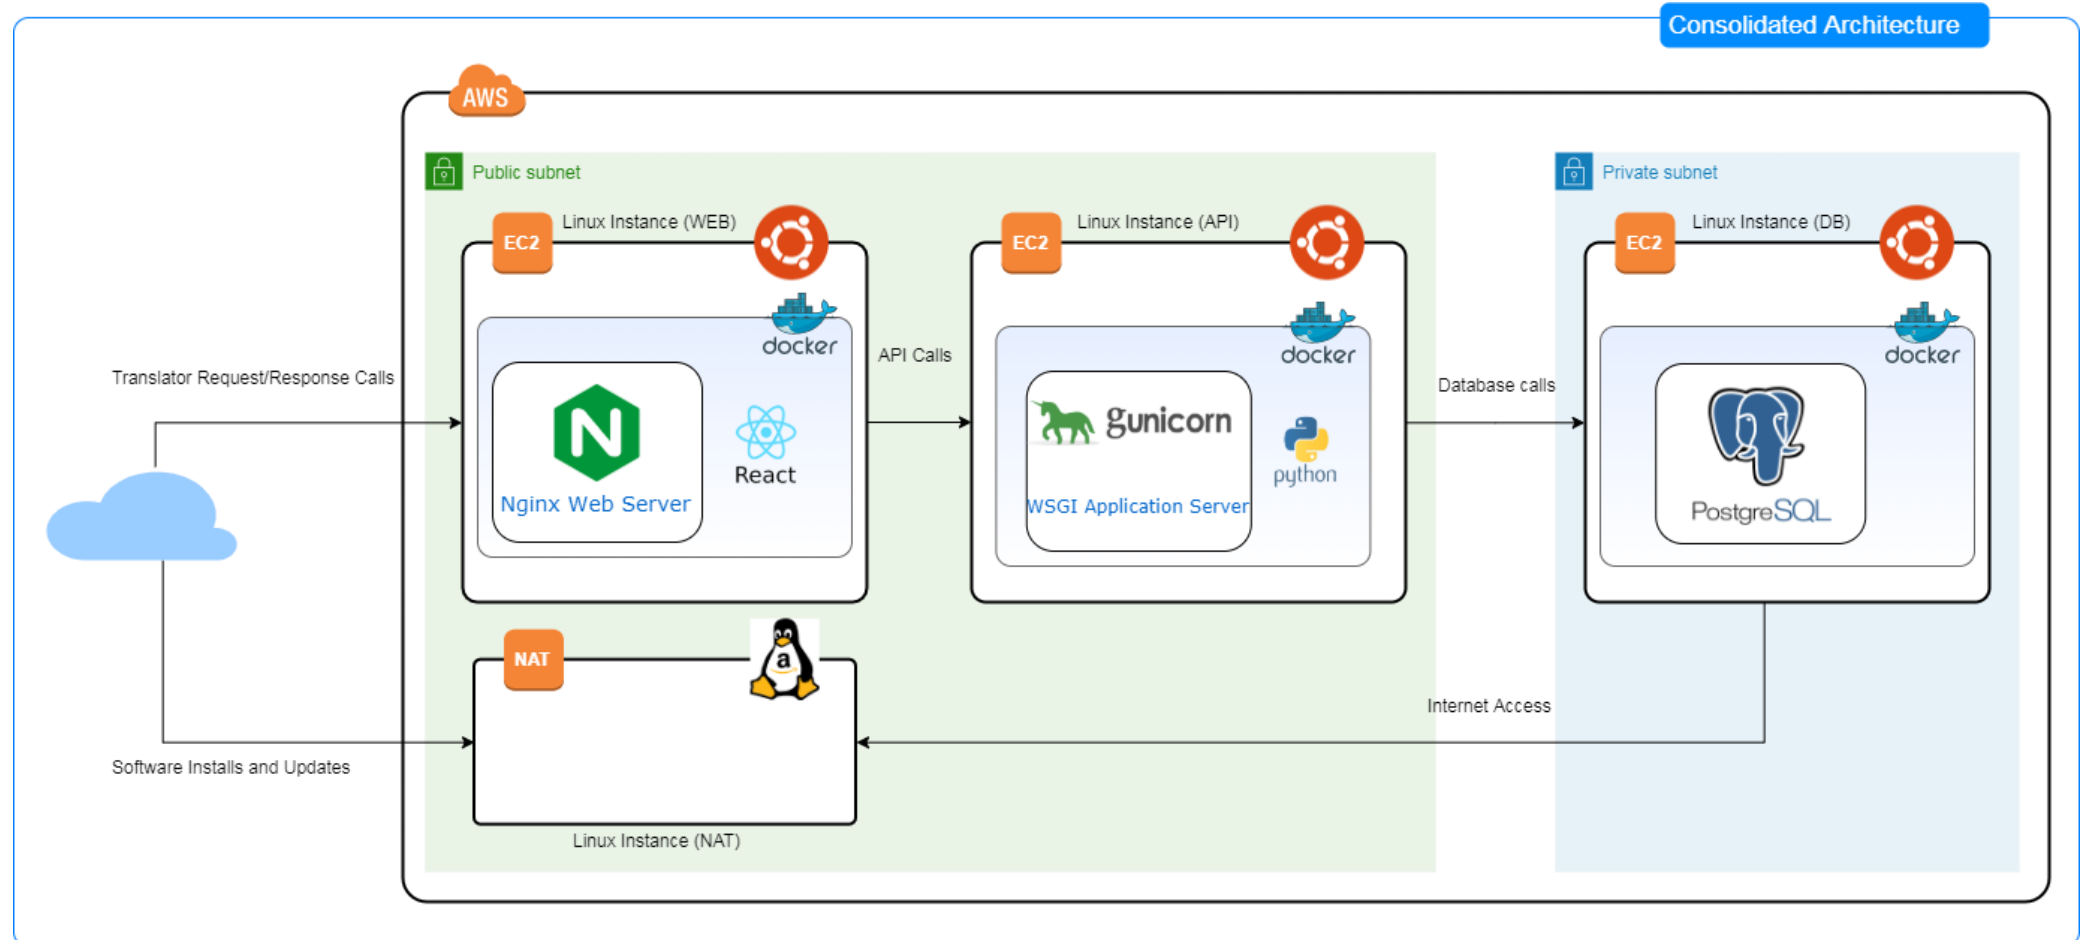 Consolidated Architecture
AWS
Public subnet
Private subnet
EC2
Linux Instance (WEB)
EC2
Linux Instance (API)
EC2
Linux Instance (DB)
docker
docker
docker
Translator Request/Response Calls
API Calls
Database calls
Nginx Web Server
React
gunicorn
WSGI Application Server
python
PostgreSQL
NAT
a
Internet Access
Software Installs and Updates
Linux Instance (NAT)